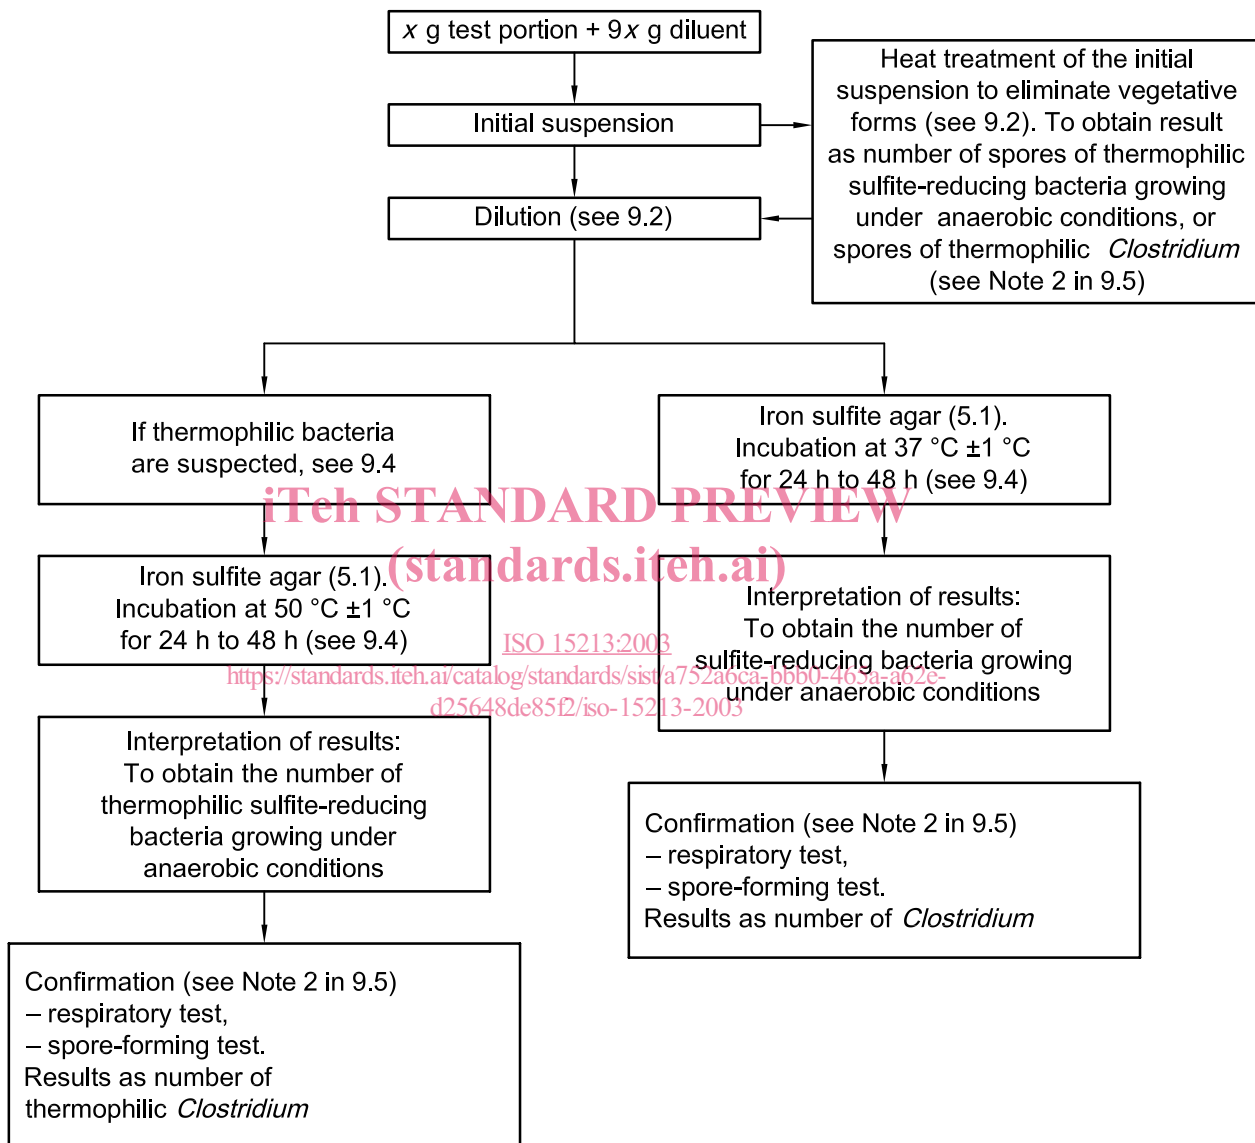 x g test portion + 9x g diluent
Initial suspension
Dilution (see 9.2)
Heat treatment of the initial
suspension to eliminate vegetative
forms (see 9.2). To obtain result
as number of spores of thermophilic
sulfite-reducing bacteria growing
under anaerobic conditions, or
spores of thermophilic Clostridium
(see Note 2 in 9.5)
If thermophilic bacteria
are suspected, see 9.4
Iron sulfite agar (5.1).
Incubation at 37 °C ±1 °C
for 24 h to 48 h (see 9.4)
iTeh STANDARD PREVIEW
(standards.iteh.ai)
Iron sulfite agar (5.1).
Incubation at 50 °C ±1 °C
for 24 h to 48 h (see 9.4)
Interpretation of results:
To obtain the number of
sulfite-reducing bacteria growing
under anaerobic conditions
ISO 15213:2003
https://standards.iteh.ai/catalog/standards/sist/a752a6ca-bbb0-465a-a62e-
d25648de85f2/iso-15213-2003
Interpretation of results:
To obtain the number of
thermophilic sulfite-reducing
bacteria growing under
anaerobic conditions
Confirmation (see Note 2 in 9.5)
– respiratory test,
– spore-forming test.
Results as number of Clostridium
Confirmation (see Note 2 in 9.5)
– respiratory test,
– spore-forming test.
Results as number of
thermophilic Clostridium